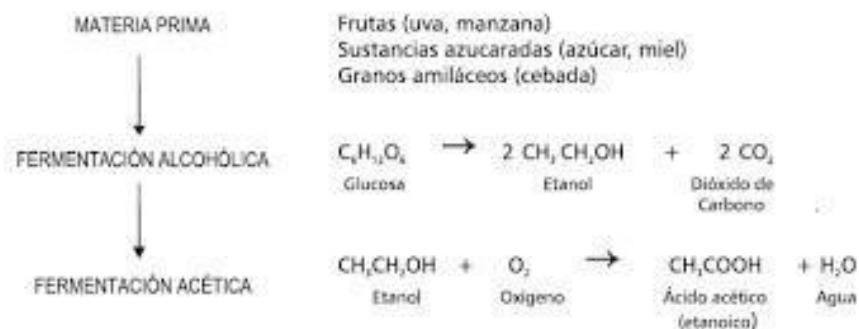 MATERIA PRIMA
Frutas (uva, manzana)
Sustancias azucaradas (azúcar, miel)
Granos amiláceos (cebada)
FERMENTACIÓN ALCOHÓLICA
C₆H₁₂O₆ → 2 CH₃ CH₂OH + 2 CO₂
Glucosa Etanol Dióxido de
Carbono
FERMENTACIÓN ACÉTICA
CH₃CH₂OH + O₂ → CH₃COOH + H₂O
Etanol Oxígeno Ácido acético Agua
(etanoico)